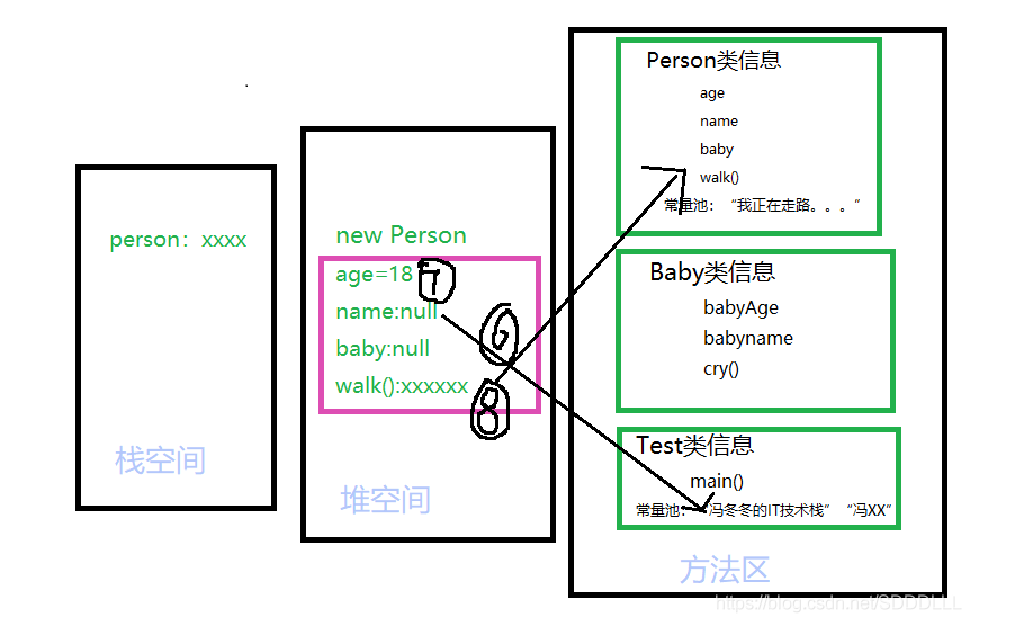 person：xxxx
栈空间
new Person
age=18
7
name:null
6
baby:null
walk():xxxxxx
8
堆空间
Person类信息
age
name
baby
walk()
常量池：“我正在走路。。。”
Baby类信息
babyAge
babyname
cry()
Test类信息
main()
常量池：“冯冬冬的IT技术栈” “冯XX”
方法区
https://blog.csdn.net/SDDDLLL